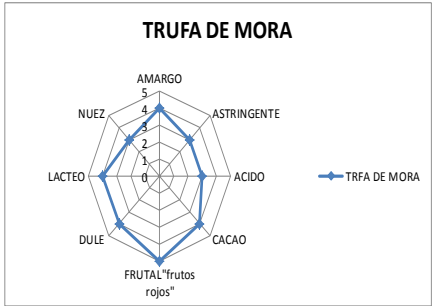 TRUFA DE MORA
AMARGO
5
4
3
2
1
0
ASTRINGENTE
ACIDO
CACAO
FRUTAL"frutos
rojos"
DULE
LACTEO
NUEZ
TRFA DE MORA